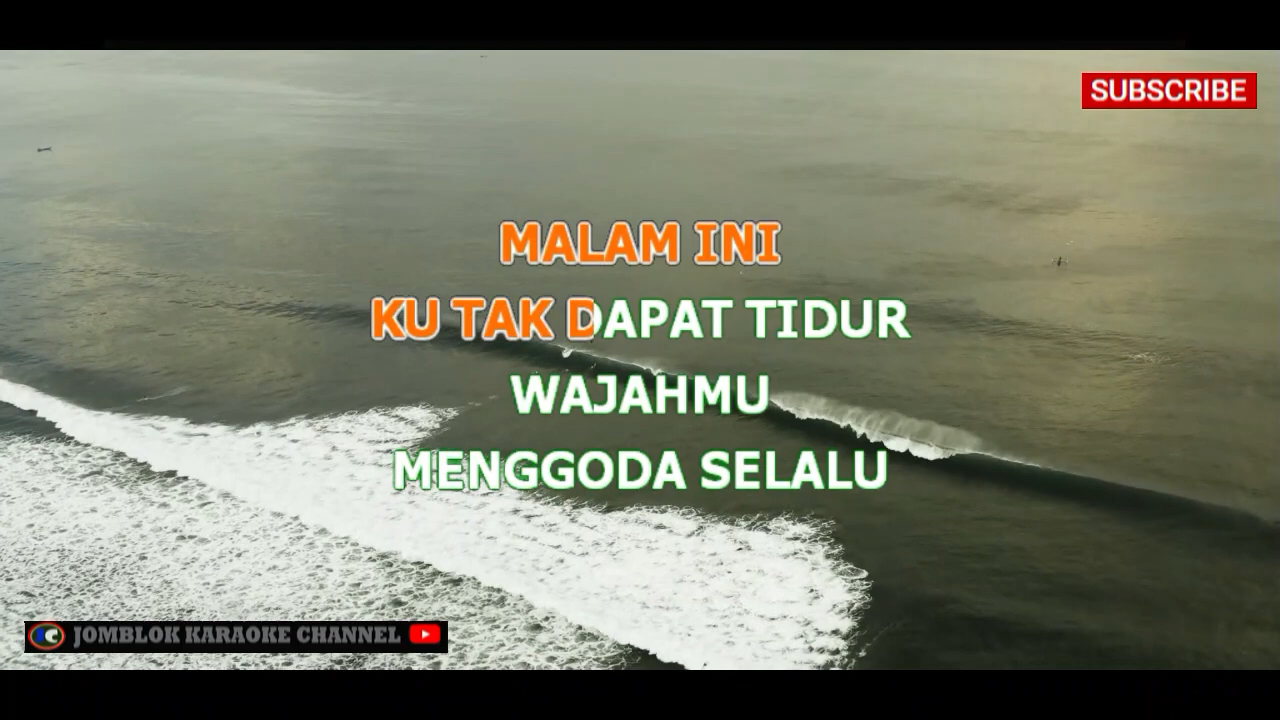 SUBSCRIBE
MALAM INI
KU TAK DAPAT TIDUR
WAJAHMU
MENGGODA SELALU
JOMBLOK KARAOKE CHANNEL